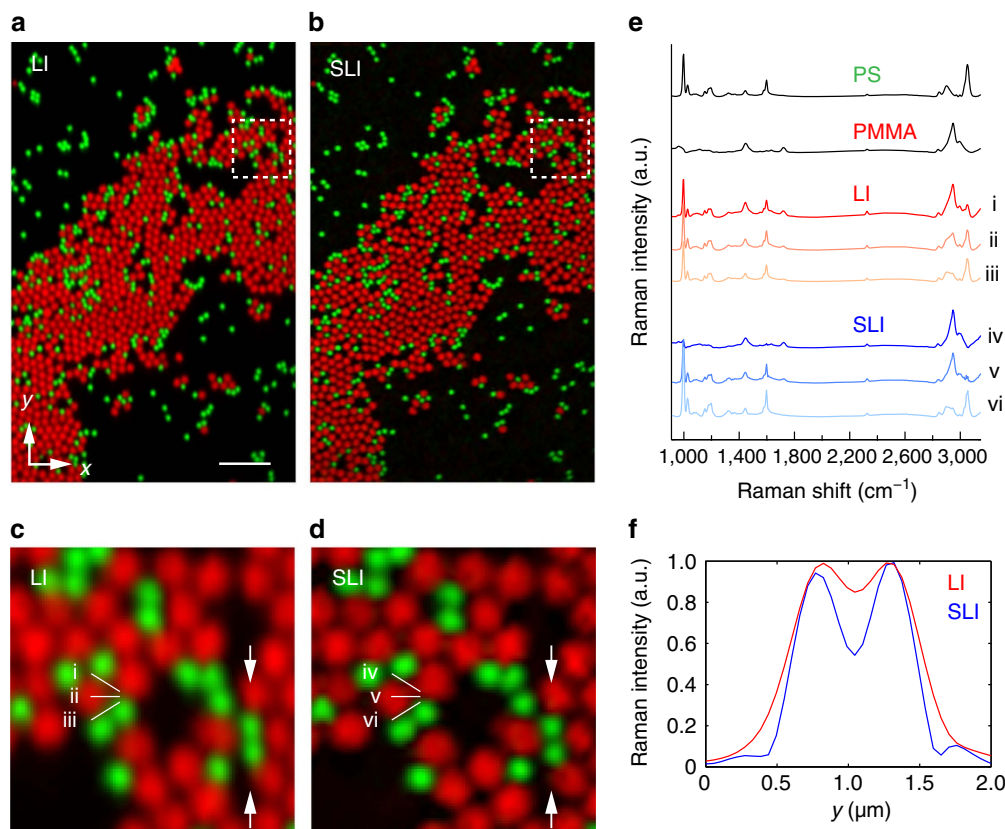 a
LI
y
x
b
SLI
c
LI
i
ii
iii
d
SLI
iv
v
vi
e
PS
PMMA
LI
i
ii
iii
SLI
iv
v
vi
Raman intensity (a.u.)
1,000 1,400 1,800 2,200 2,600 3,000
Raman shift (cm⁻¹)
f
LI
SLI
Raman intensity (a.u.)
1.0
0.8
0.6
0.4
0.2
0
0 0.5 1.0 1.5 2.0
y (μm)